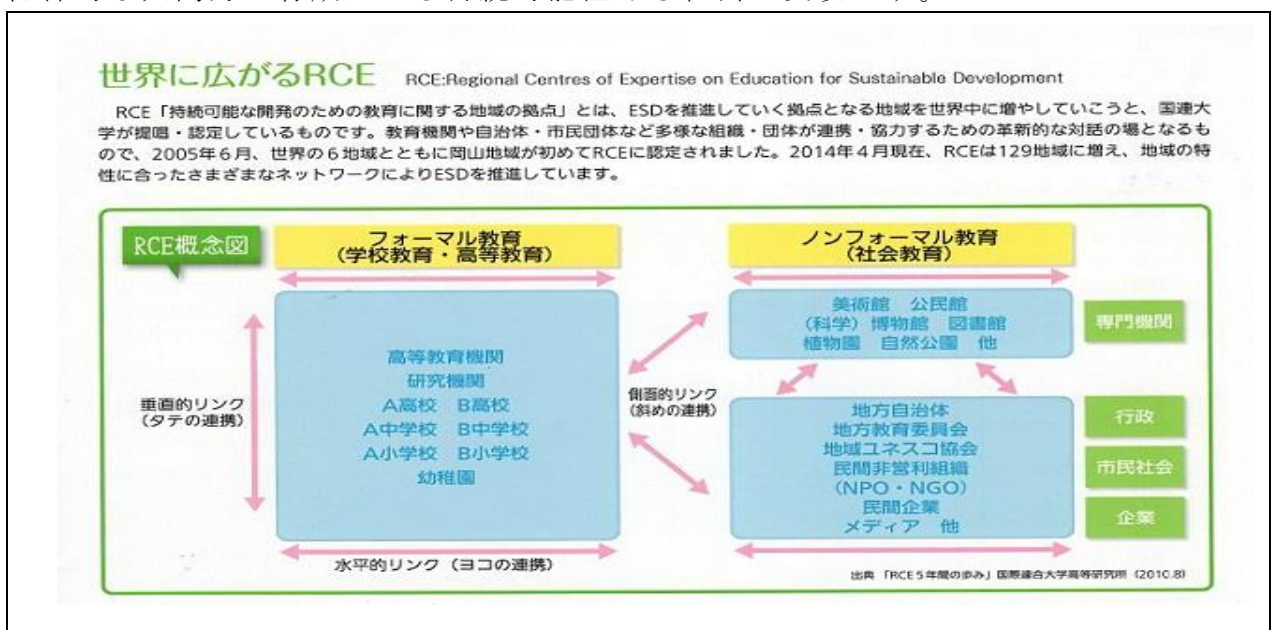 世界に広がるRCE RCE:Regional Centres of Expertise on Education for Sustainable Development
RCE「持続可能な開発のための教育に関する地域の拠点」とは、ESDを推進していく拠点となる地域を世界中に増やしていこうと、国連大
学が提唱・認定しているものです。教育機関や自治体・市民団体など多様な組織・団体が連携・協力するための革新的な対話の場となるも
ので、2005年6月、世界の6地域とともに岡山地域が初めてRCEに認定されました。2014年4月現在、RCEは129地域に増え、地域の特
性に合ったさまざまなネットワークによりESDを推進しています。
RCE概念図
フォーマル教育
(学校教育・高等教育)
ノンフォーマル教育
(社会教育)
垂直的リンク
(タテの連携)
高等教育機関
研究機関
A高校 B高校
A中学校 B中学校
A小学校 B小学校
幼稚園
側面的リンク
(斜めの連携)
美術館 公民館
(科学)博物館 図書館
植物園 自然公園 他
専門機関
地方自治体
地方教育委員会
地域ユネスコ協会
民間非営利組織
(NPO・NGO)
民間企業
メディア 他
行政
市民社会
企業
水平的リンク(ヨコの連携)
出典 「RCE5年間の歩み」国際連合大学高等研究所 (2010.8)